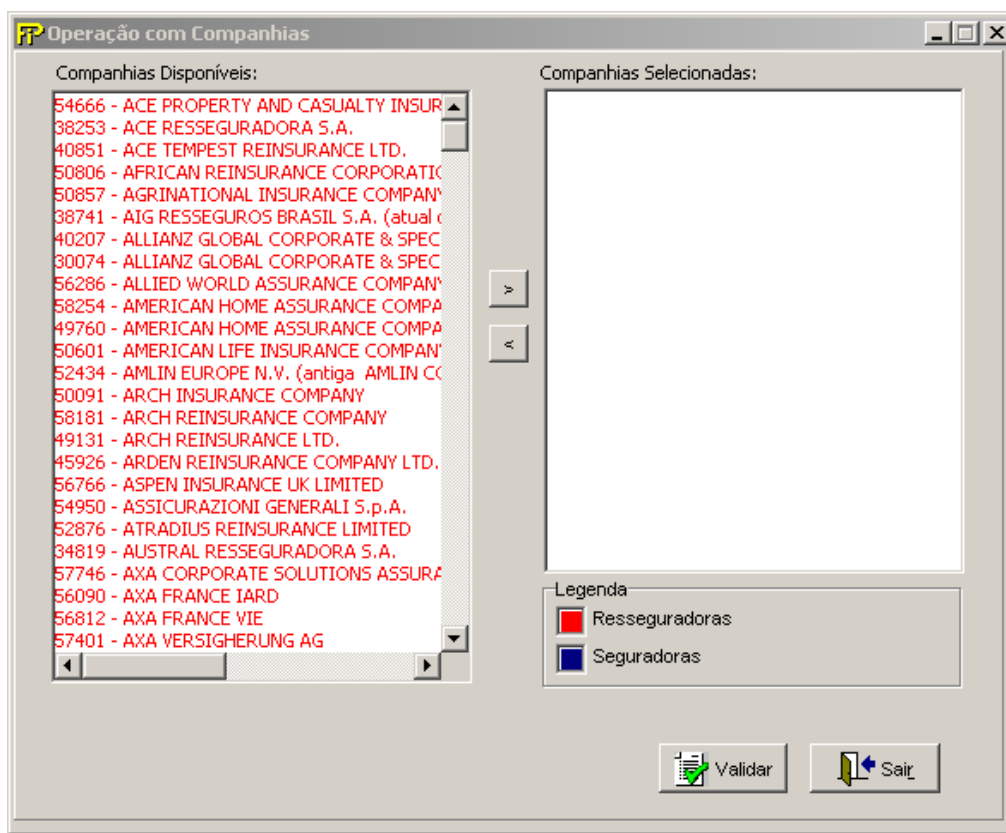 FIP Operação com Companhias
Companhias Disponíveis:
54666 - ACE PROPERTY AND CASUALTY INSUR
38253 - ACE RESSEGURADORA S.A.
40851 - ACE TEMPEST REINSURANCE LTD.
50806 - AFRICAN REINSURANCE CORPORATIO
50857 - AGRINATIONAL INSURANCE COMPANY
38741 - AIG RESSEGUROS BRASIL S.A. (atual
40207 - ALLIANZ GLOBAL CORPORATE & SPEC
30074 - ALLIANZ GLOBAL CORPORATE & SPEC
56286 - ALLIED WORLD ASSURANCE COMPANY
58254 - AMERICAN HOME ASSURANCE COMPA
49760 - AMERICAN HOME ASSURANCE COMPA
50601 - AMERICAN LIFE INSURANCE COMPANY
52434 - AMLIN EUROPE N.V. (antiga AMLIN CO
50091 - ARCH INSURANCE COMPANY
58181 - ARCH REINSURANCE COMPANY
49131 - ARCH REINSURANCE LTD.
45926 - ARDEN REINSURANCE COMPANY LTD.
56766 - ASPEN INSURANCE UK LIMITED
54950 - ASSICURAZIONI GENERALI S.p.A.
52876 - ATRADIUS REINSURANCE LIMITED
34819 - AUSTRAL RESSEGURADORA S.A.
57746 - AXA CORPORATE SOLUTIONS ASSURA
56090 - AXA FRANCE IARD
56812 - AXA FRANCE VIE
57401 - AXA VERSIGHERUNG AG
>
<
Companhias Selecionadas:
Legenda
Resseguradoras
Seguradoras
Validar
Sair